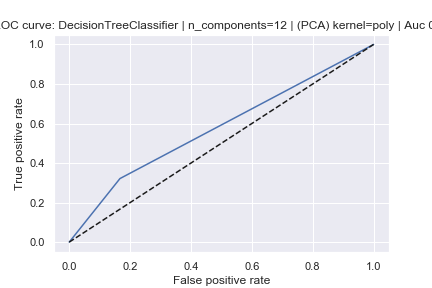 OC curve: DecisionTreeClassifier | n_components=12 | (PCA) kernel=poly | Auc 0
1.0
0.8
0.6
0.4
0.2
0.0
True positive rate
0.0 0.2 0.4 0.6 0.8 1.0
False positive rate